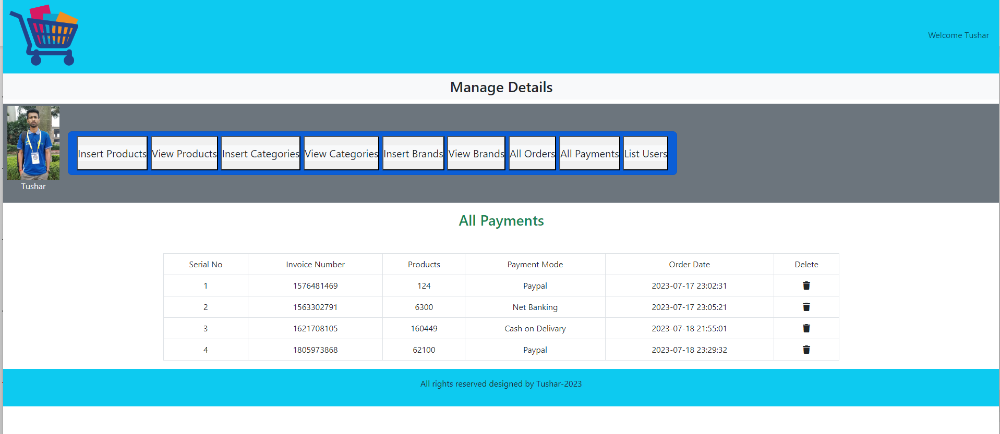 Welcome Tushar
Manage Details
Insert Products View Products Insert Categories View Categories Insert Brands View Brands All Orders All Payments List Users
Tushar
All Payments
Serial No Invoice Number Products Payment Mode Order Date Delete
1 1576481469 124 Paypal 2023-07-17 23:02:31
2 1563302791 6300 Net Banking 2023-07-17 23:05:21
3 1621708105 160449 Cash on Delivary 2023-07-18 21:55:01
4 1805973868 62100 Paypal 2023-07-18 23:29:32
All rights reserved designed by Tushar-2023